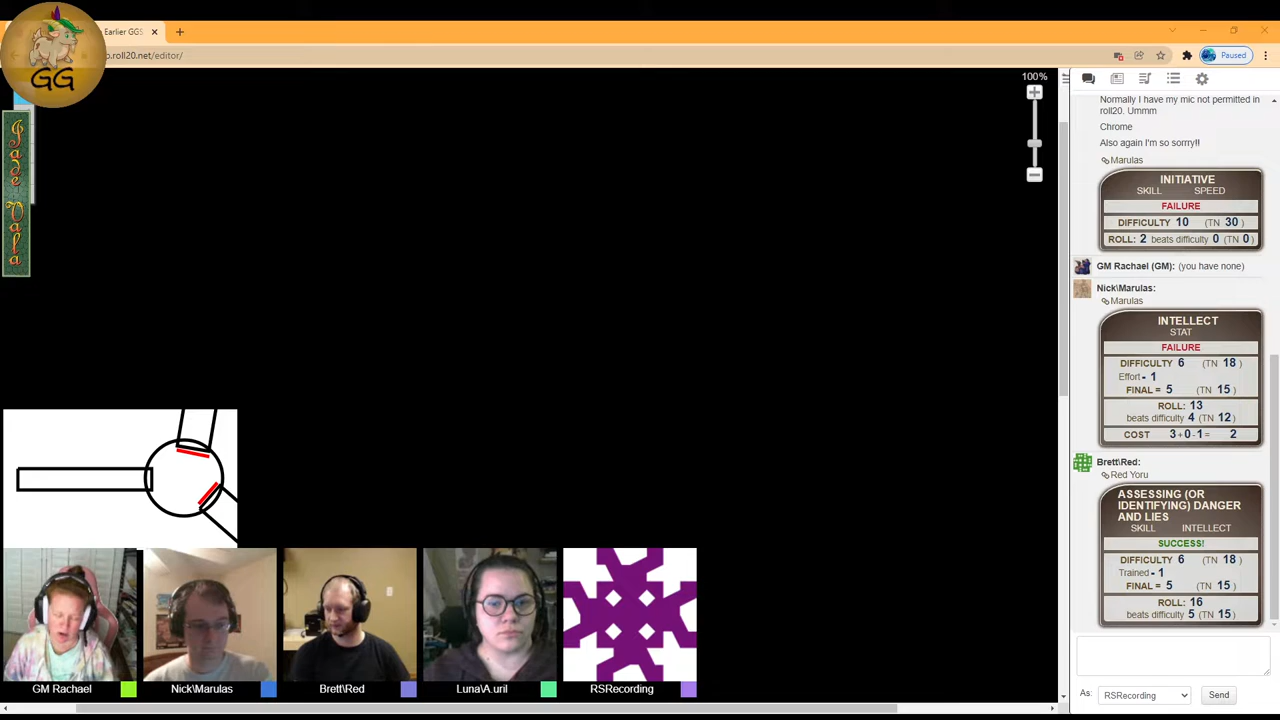 Earlier GGS
o.roll20.net/editor/
Paused
GG
Jade Vala
100%
Normally I have my mic not permitted in
roll20. Ummm
Chrome
Also again I'm so sorrry!!
Marulas
INITIATIVE
SKILL SPEED
FAILURE
DIFFICULTY 10 (TN 30 )
ROLL: 2 beats difficulty 0 (TN 0)
GM Rachael (GM): (you have none)
Nick\Marulas:
Marulas
INTELLECT
STAT
FAILURE
DIFFICULTY 6 (TN 18 )
Effort - 1
FINAL = 5 (TN 15)
ROLL: 13
beats difficulty 4 (TN 12)
COST 3+0-1= 2
Brett\Red:
Red Yoru
ASSESSING (OR
IDENTIFYING) DANGER
AND LIES
SKILL INTELLECT
SUCCESS!
DIFFICULTY 6 (TN 18 )
Trained - 1
FINAL = 5 (TN 15)
ROLL: 16
beats difficulty 5 (TN 15)
GM Rachael
Nick\Marulas
Brett\Red
Luna\A.uril
RSRecording
As: RSRecording Send